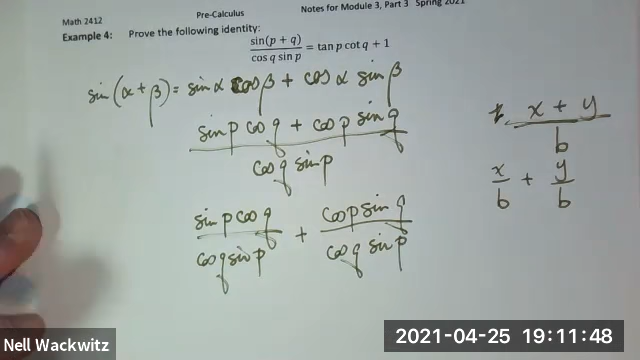 Math 2412
Pre-Calculus
Notes for Module 3, Part 3 Spring 2021
Example 4: Prove the following identity:
sin(p + q) / cos q sin p = tan p cot q + 1
sin (α + β) = sin α cos β + cos α sin β
sin p cos q + cos p sin q / cos q sin p
x + y / b
x/b + y/b
sin p cos q / cos q sin p + cos p sin q / cos q sin p
Nell Wackwitz
2021-04-25 19:11:48